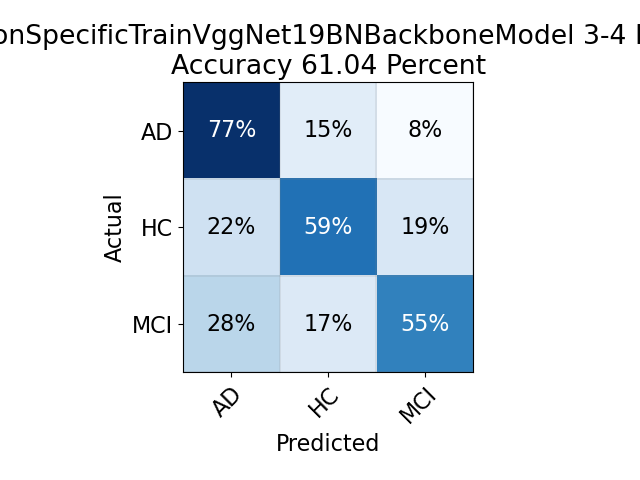 onSpecificTrainVggNet19BNBackboneModel 3-4
Accuracy 61.04 Percent
AD 77% 15% 8%
HC 22% 59% 19%
MCI 28% 17% 55%
Actual
AD HC MCI
Predicted